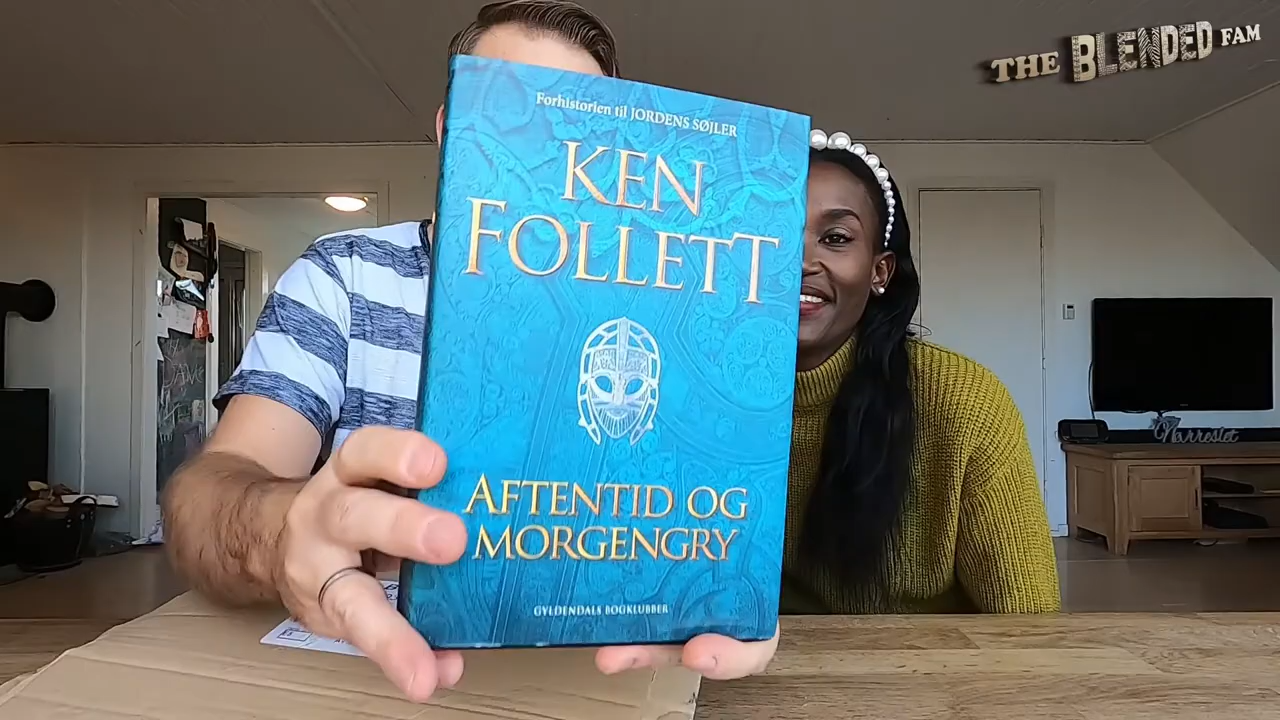 THE BLENDED FAM
Forhistorien til JORDENS SØJLER
KEN
FOLLETT
AFTENTID OG
MORGENGRY
GYLDENDALS BOGKLUBBER